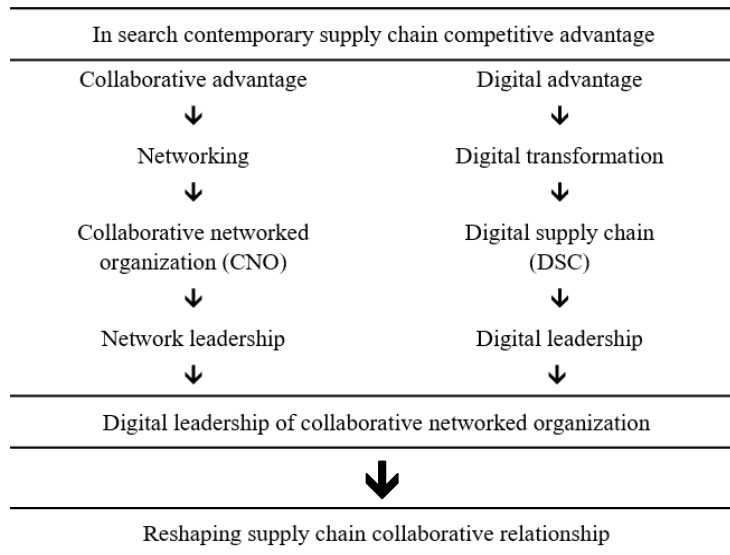 In search contemporary supply chain competitive advantage
Collaborative advantage
Networking
Collaborative networked
organization (CNO)
Network leadership
Digital advantage
Digital transformation
Digital supply chain
(DSC)
Digital leadership
Digital leadership of collaborative networked organization
Reshaping supply chain collaborative relationship